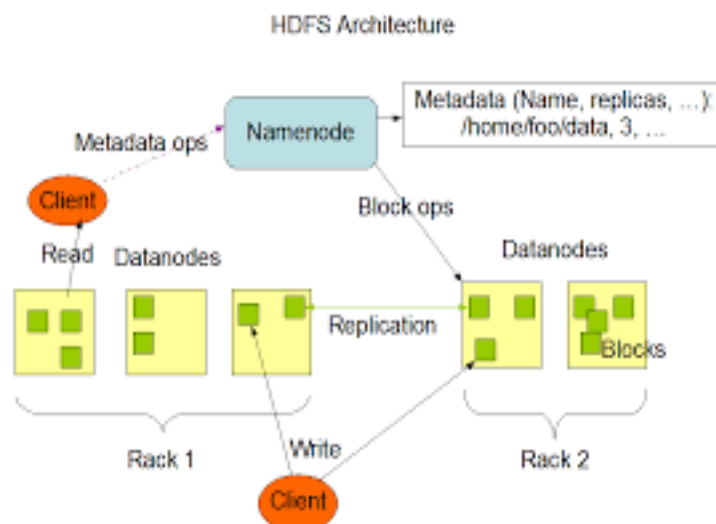 HDFS Architecture
Metadata (Name, replicas, ...):
/home/foo/data, 3, ...
Namenode
Metadata ops
Client
Block ops
Read
Datanodes
Datanodes
Replication
Blocks
Write
Rack 1
Rack 2
Client